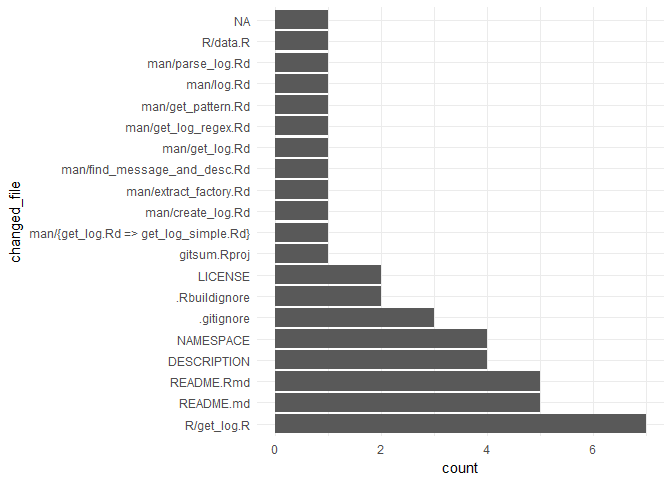 NA
R/data.R
man/parse_log.Rd
man/log.Rd
man/get_pattern.Rd
man/get_log_regex.Rd
man/get_log.Rd
man/find_message_and_desc.Rd
man/extract_factory.Rd
man/create_log.Rd
man/{get_log.Rd => get_log_simple.Rd}
gitsum.Rproj
LICENSE
.Rbuildignore
.gitignore
NAMESPACE
DESCRIPTION
README.Rmd
README.md
R/get_log.R
changed_file
0 2 4 6
count